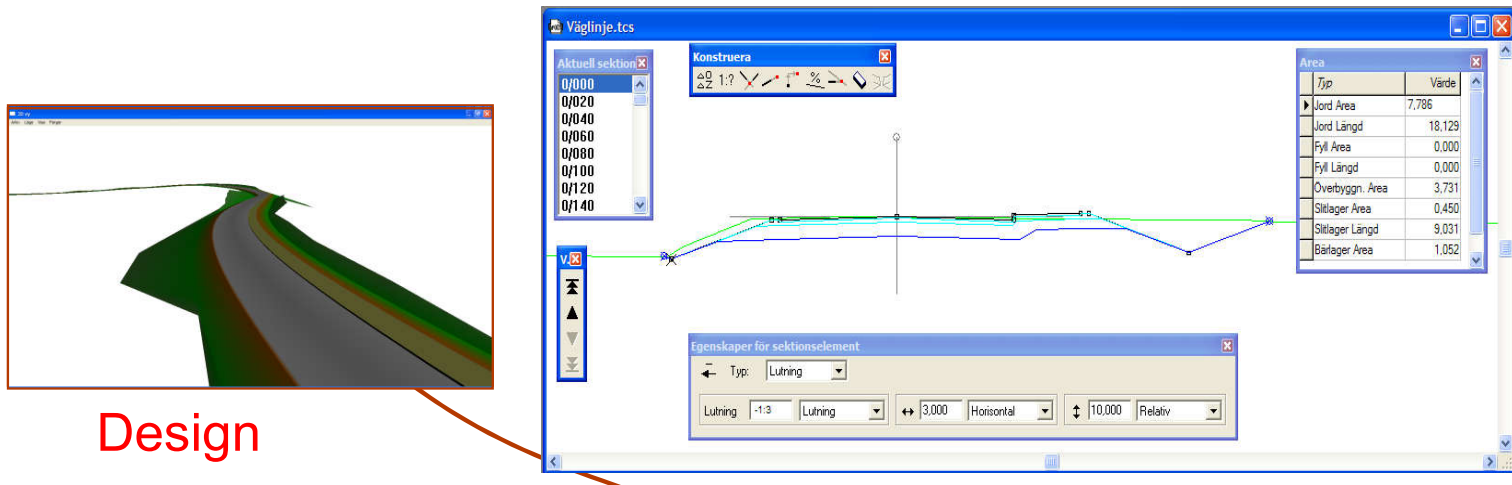 Väglinje.tcs
Aktuell sektion
0/000
0/020
0/040
0/060
0/080
0/100
0/120
0/140
Konstruera
1:?
%
Area
Typ Värde
Jord Area 7,786
Jord Längd 18,129
Fyll Area 0,000
Fyll Längd 0,000
Överbyggn. Area 3,731
Slitlager Area 0,450
Slitlager Längd 9,031
Bärlager Area 1,052
V.
Egenskaper för sektionselement
Typ: Lutning
Lutning -1:3 Lutning 3,000 Horisontal 10,000 Relativ
Design